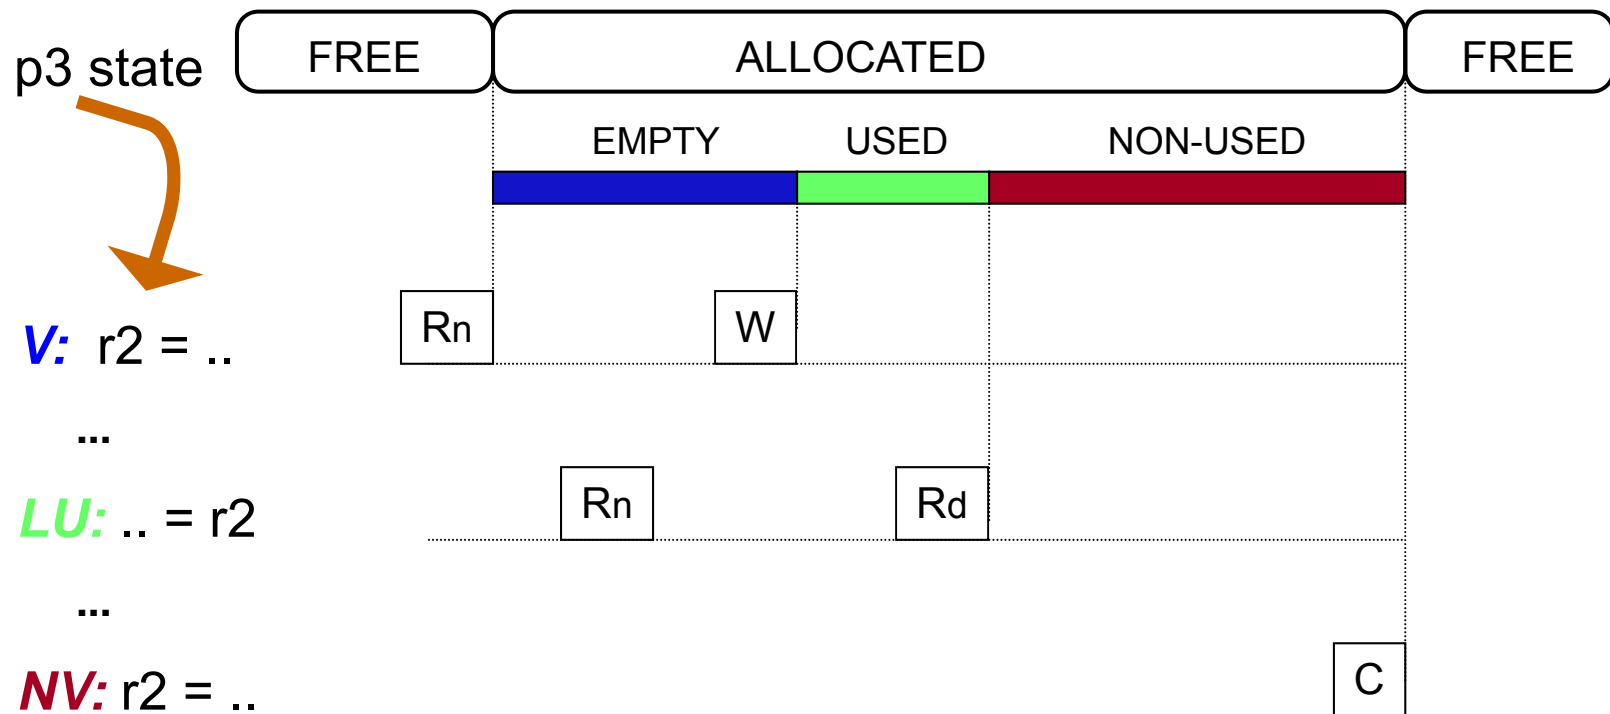 p3 state FREE ALLOCATED FREE
EMPTY USED NON-USED
V: r2 = .. Rn W
...
LU: .. = r2 Rn Rd
...
NV: r2 = .. C